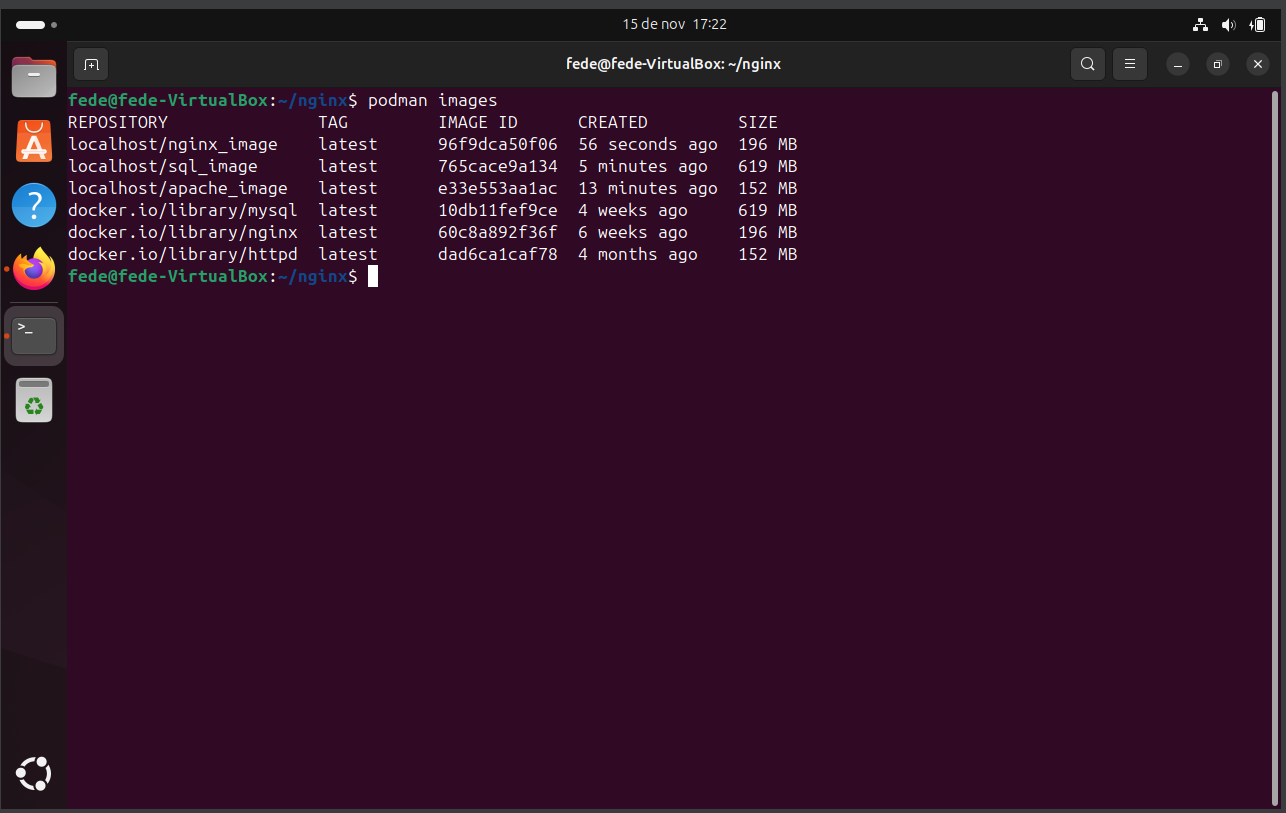 15 de nov 17:22
fede@fede-VirtualBox: ~/nginx
fede@fede-VirtualBox:~/nginx$ podman images
REPOSITORY TAG IMAGE ID CREATED SIZE
localhost/nginx_image latest 96f9dca50f06 56 seconds ago 196 MB
localhost/sql_image latest 765cace9a134 5 minutes ago 619 MB
localhost/apache_image latest e33e553aa1ac 13 minutes ago 152 MB
docker.io/library/mysql latest 10db11fef9ce 4 weeks ago 619 MB
docker.io/library/nginx latest 60c8a892f36f 6 weeks ago 196 MB
docker.io/library/httpd latest dad6ca1caf78 4 months ago 152 MB
fede@fede-VirtualBox:~/nginx$